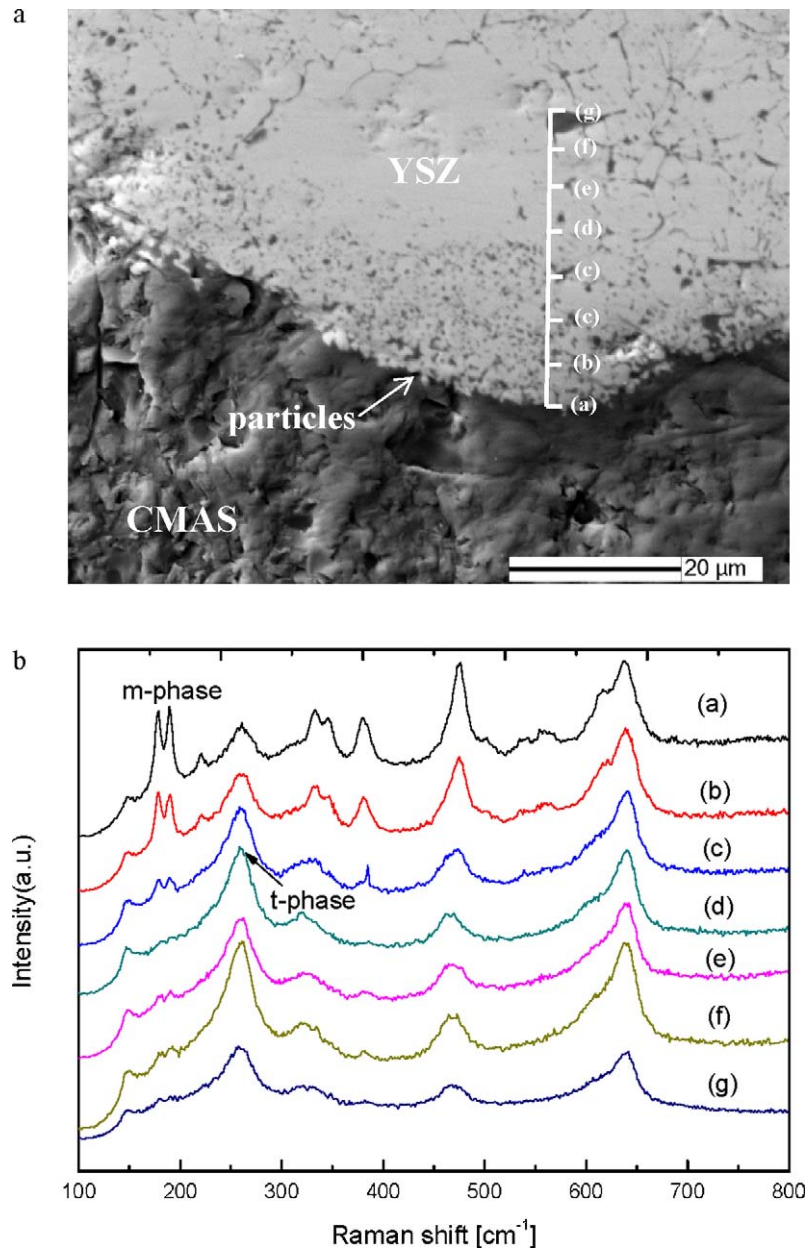 a
(g)
(f)
YSZ
(e)
(d)
(c)
(c)
(b)
(a)
particles
CMAS
20 µm
b
m-phase
(a)
(b)
(c)
t-phase
(d)
(e)
(f)
(g)
Intensity(a.u.)
100 200 300 400 500 600 700 800
Raman shift [cm⁻¹]